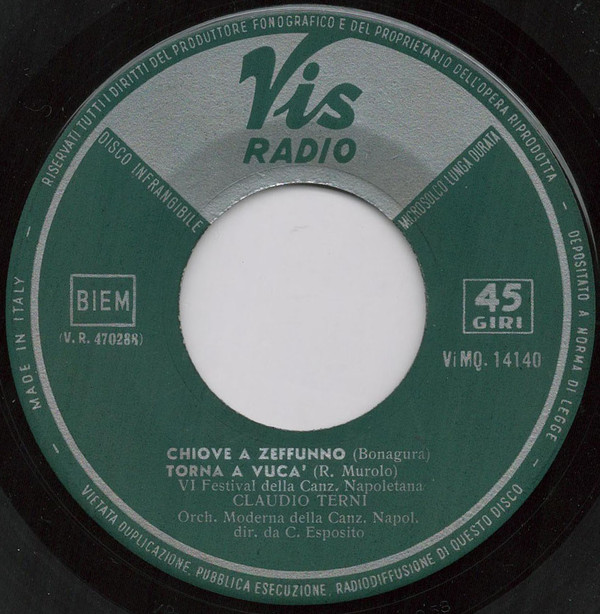 RISERVATI TUTTI I DIRITTI DEL PRODUTTORE FONOGRAFICO E DEL PROPRIETARIO DELL'OPERA RIPRODOTTA
Vis
RADIO
DISCO INFRANGIBILE
MICROSOLCO LUNGA DURATA
BIEM
(V. R. 470288)
45
GIRI
ViMQ. 14140
MADE IN ITALY
DEPOSITATO A NORMA DI LEGGE
CHIOVE A ZEFFUNNO (Bonagura)
TORNA A VUCA' (R. Murolo)
VI Festival della Canz. Napoletana
CLAUDIO TERNI
Orch. Moderna della Canz. Napol.
dir. da C. Esposito
VIETATA DUPLICAZIONE, PUBBLICA ESECUZIONE, RADIODIFFUSIONE DI QUESTO DISCO